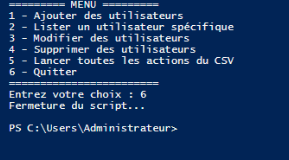 ========= MENU =========
1 - Ajouter des utilisateurs
2 - Lister un utilisateur spécifique
3 - Modifier des utilisateurs
4 - Supprimer des utilisateurs
5 - Lancer toutes les actions du CSV
6 - Quitter
========================
Entrez votre choix : 6
Fermeture du script...
PS C:\Users\Administrateur>